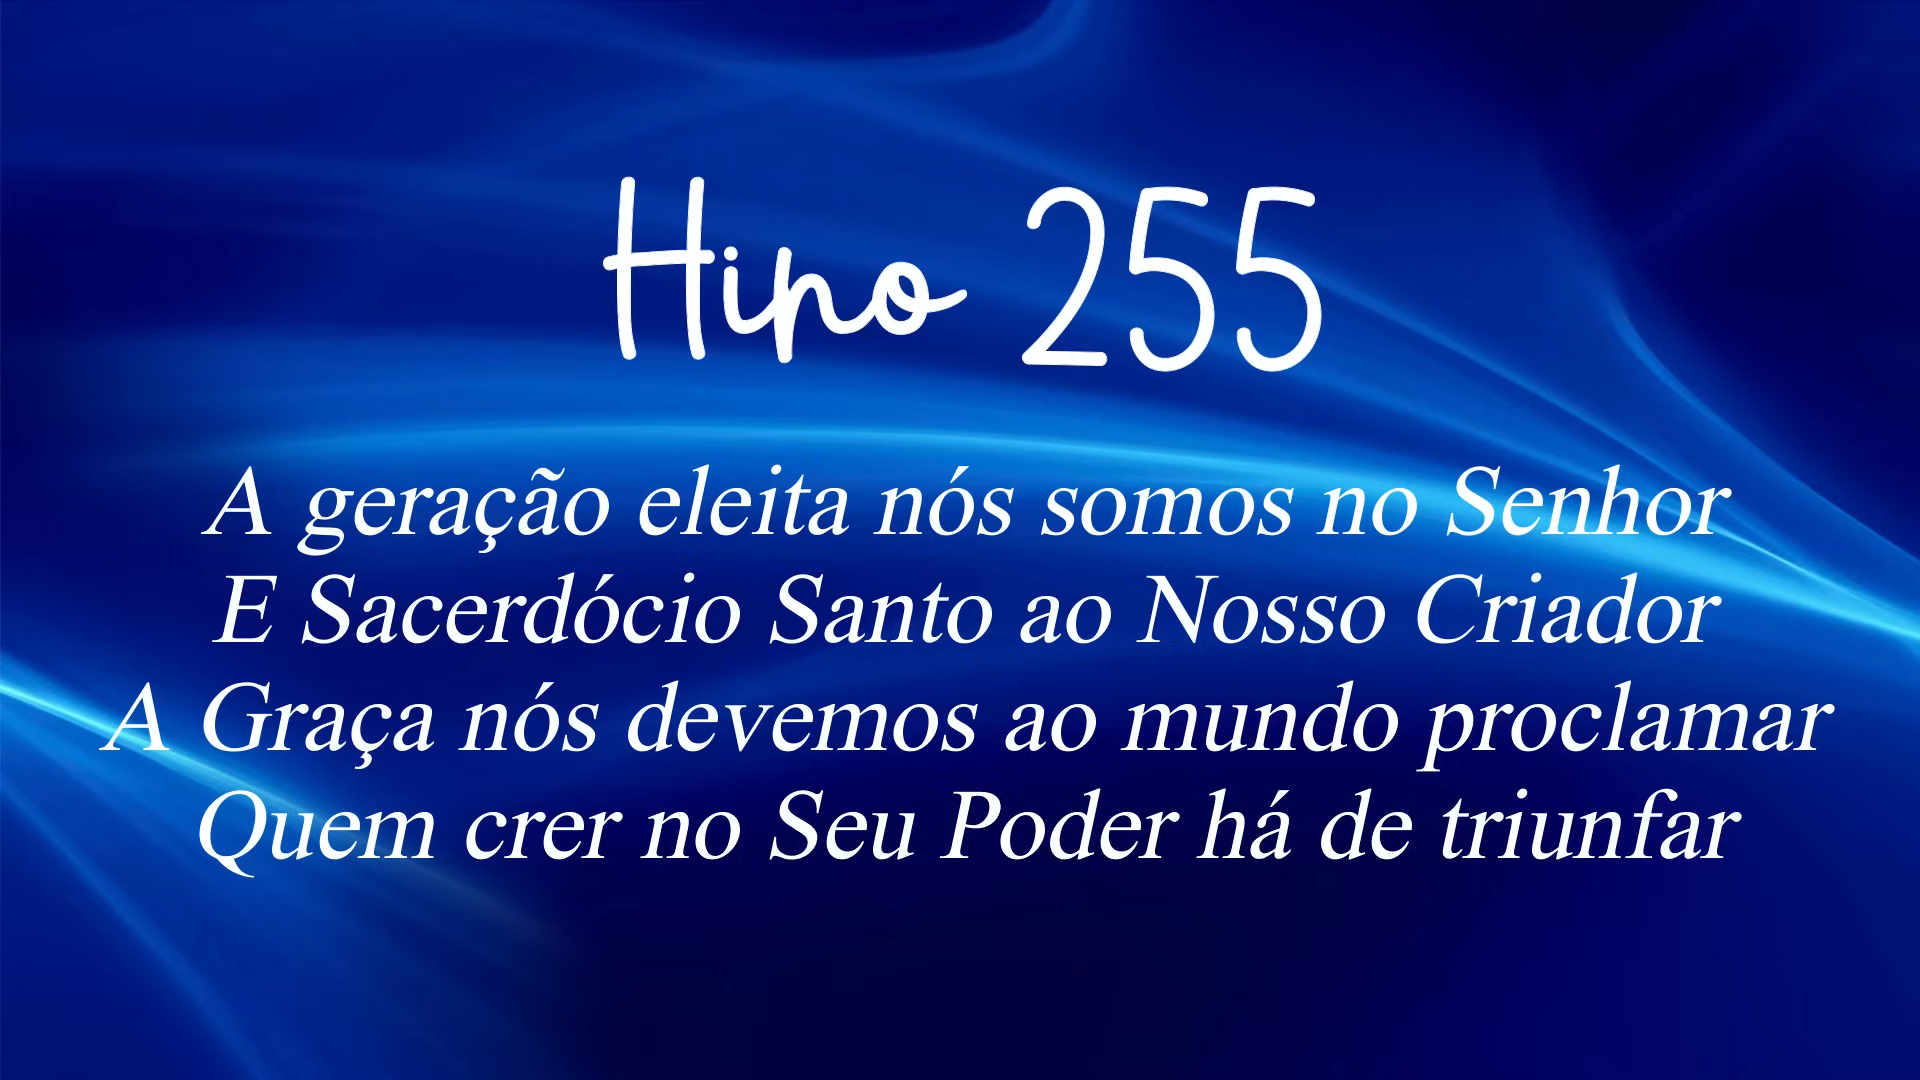 Hino 255
A geração eleita nós somos no Senhor
E Sacerdócio Santo ao Nosso Criador
A Graça nós devemos ao mundo proclamar
Quem crer no Seu Poder há de triunfar